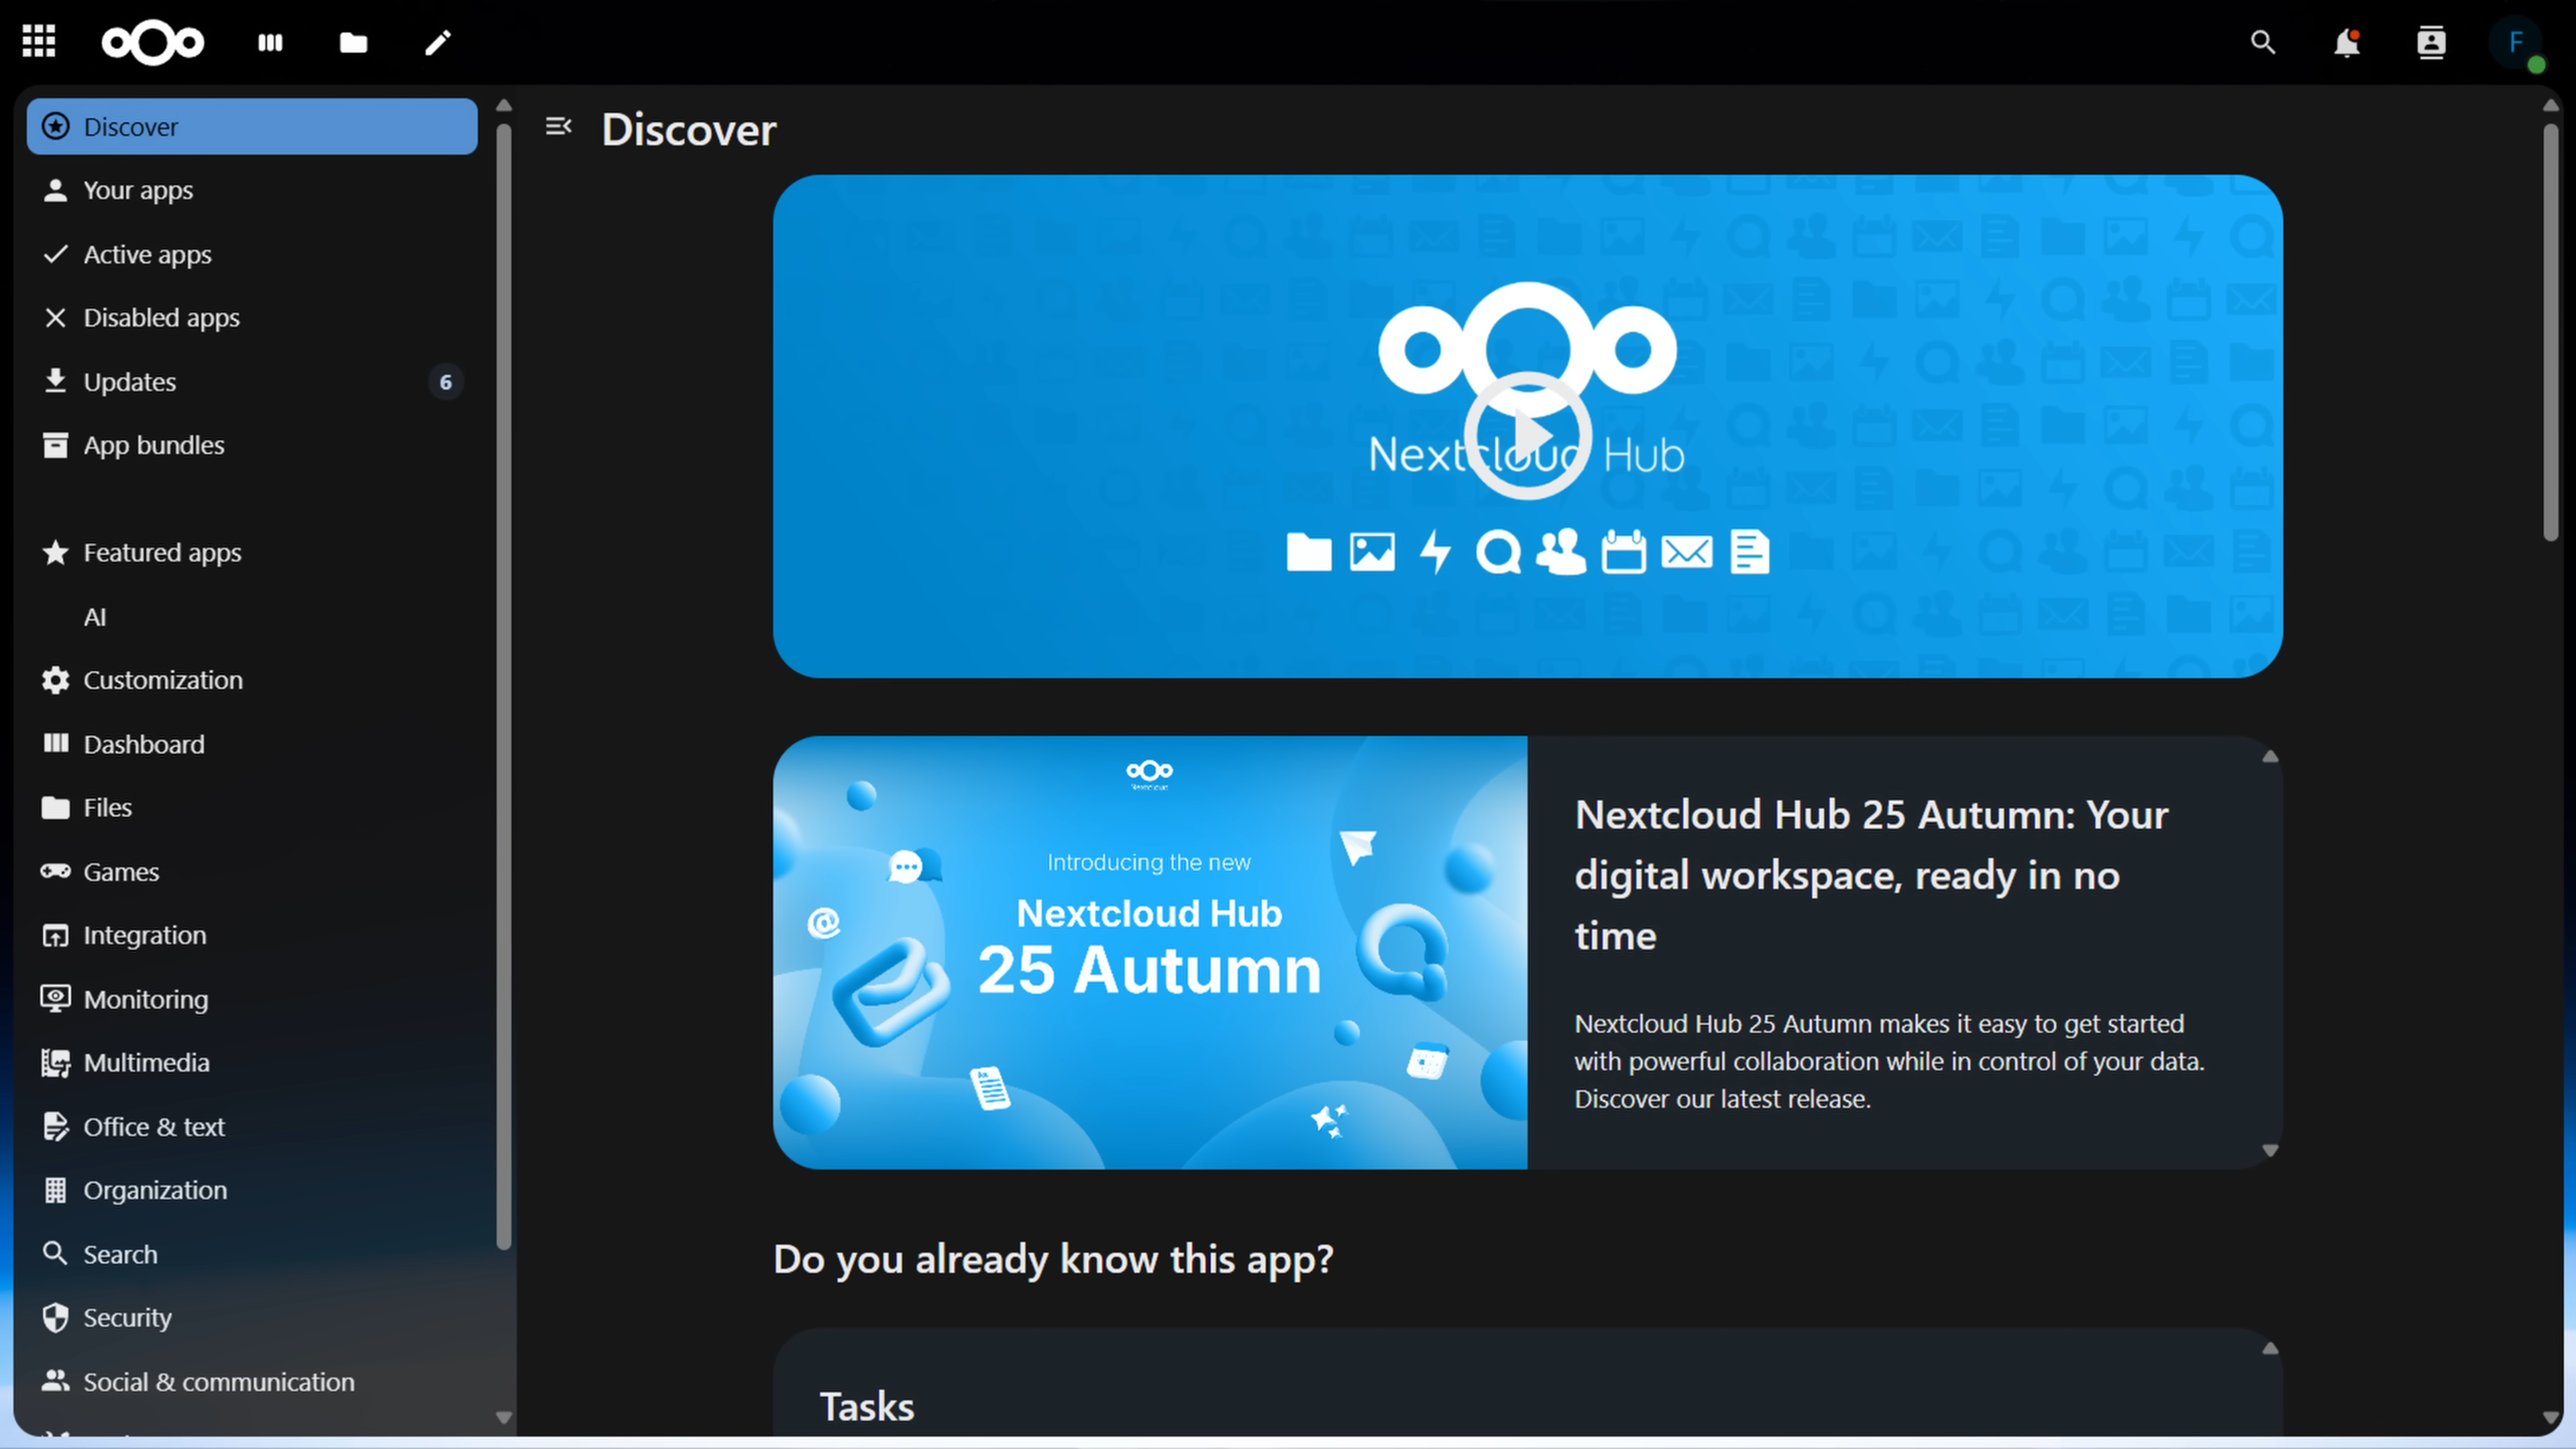 F
Discover
Your apps
Active apps
Disabled apps
Updates 6
App bundles
Featured apps
AI
Customization
Dashboard
Files
Games
Integration
Monitoring
Multimedia
Office & text
Organization
Search
Security
Social & communication
Discover
Nextcloud Hub
Nextcloud
Introducing the new
Nextcloud Hub
25 Autumn
Nextcloud Hub 25 Autumn: Your
digital workspace, ready in no
time
Nextcloud Hub 25 Autumn makes it easy to get started
with powerful collaboration while in control of your data.
Discover our latest release.
Do you already know this app?
Tasks